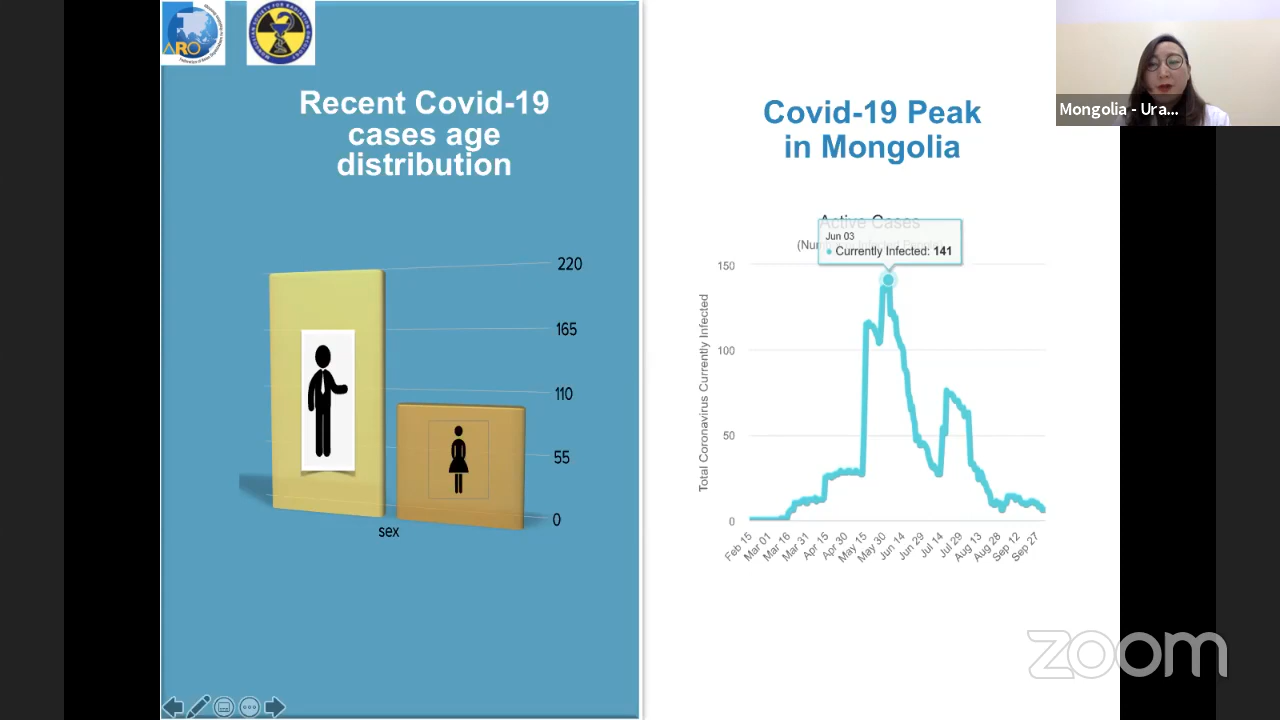 ARO
Recent Covid-19
cases age
distribution
220
165
110
55
0
sex
Covid-19 Peak
in Mongolia
Active Cases
Jun 03
Currently Infected: 141
Total Coronavirus Currently Infected
150
100
50
0
Feb 15
Mar 01
Mar 16
Mar 31
Apr 15
Apr 30
May 15
May 30
Jun 14
Jun 29
Jul 14
Jul 29
Aug 13
Aug 28
Sep 12
Sep 27
Mongolia - Ura...
zoom